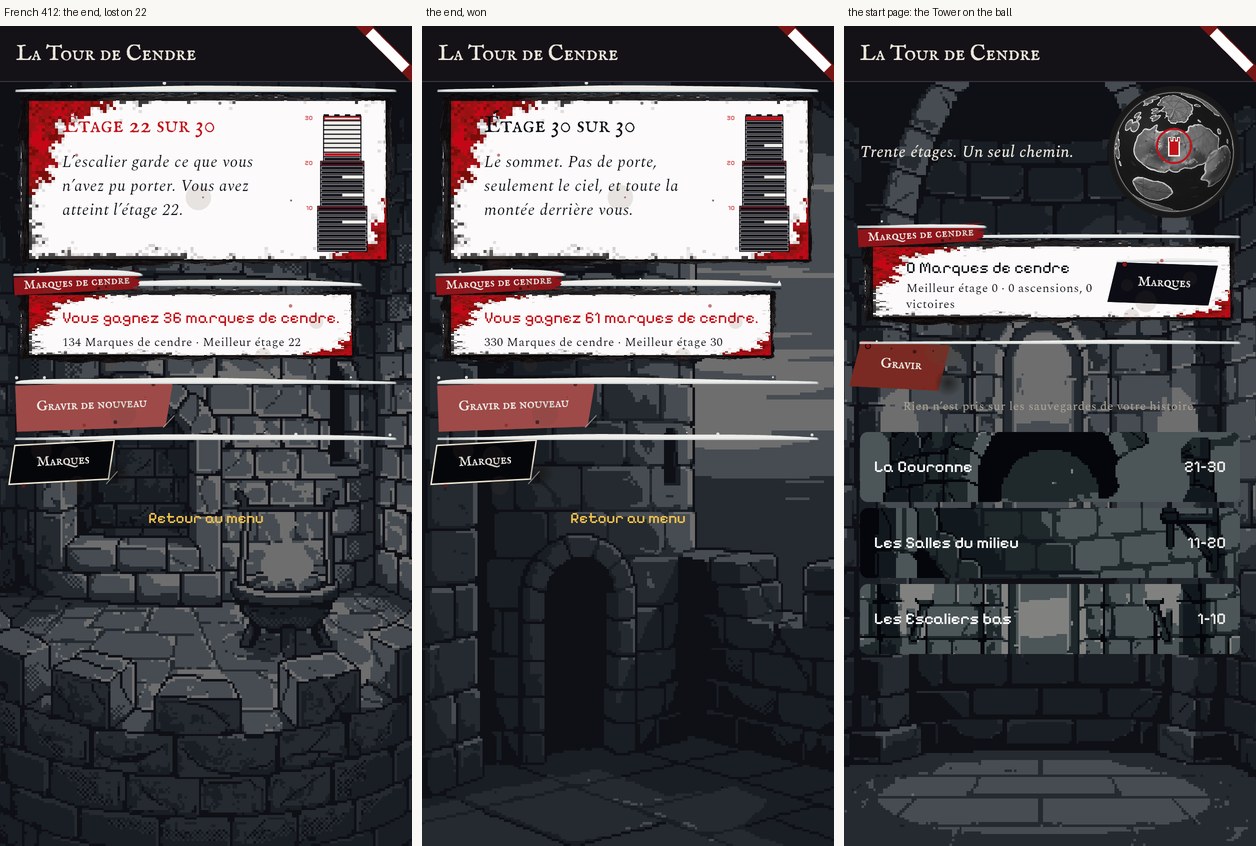 French 412: the end, lost on 22
La Tour de Cendre
Étage 22 sur 30
L'escalier garde ce que vous
n'avez pu porter. Vous avez
atteint l'étage 22.
30
20
10
Marques de cendre
Vous gagnez 36 marques de cendre.
134 Marques de cendre · Meilleur étage 22
Gravir de nouveau
Marques
Retour au menu
the end, won
La Tour de Cendre
Étage 30 sur 30
Le sommet. Pas de porte,
seulement le ciel, et toute la
montée derrière vous.
30
20
10
Marques de cendre
Vous gagnez 61 marques de cendre.
330 Marques de cendre · Meilleur étage 30
Gravir de nouveau
Marques
Retour au menu
the start page: the Tower on the ball
La Tour de Cendre
Trente étages. Un seul chemin.
Marques de cendre
0 Marques de cendre
Meilleur étage 0 · 0 ascensions, 0
victoires
Marques
Gravir
Rien n'est pris sur les sauvegardes de votre histoire.
La Couronne
21-30
Les Salles du milieu
11-20
Les Escaliers bas
1-10